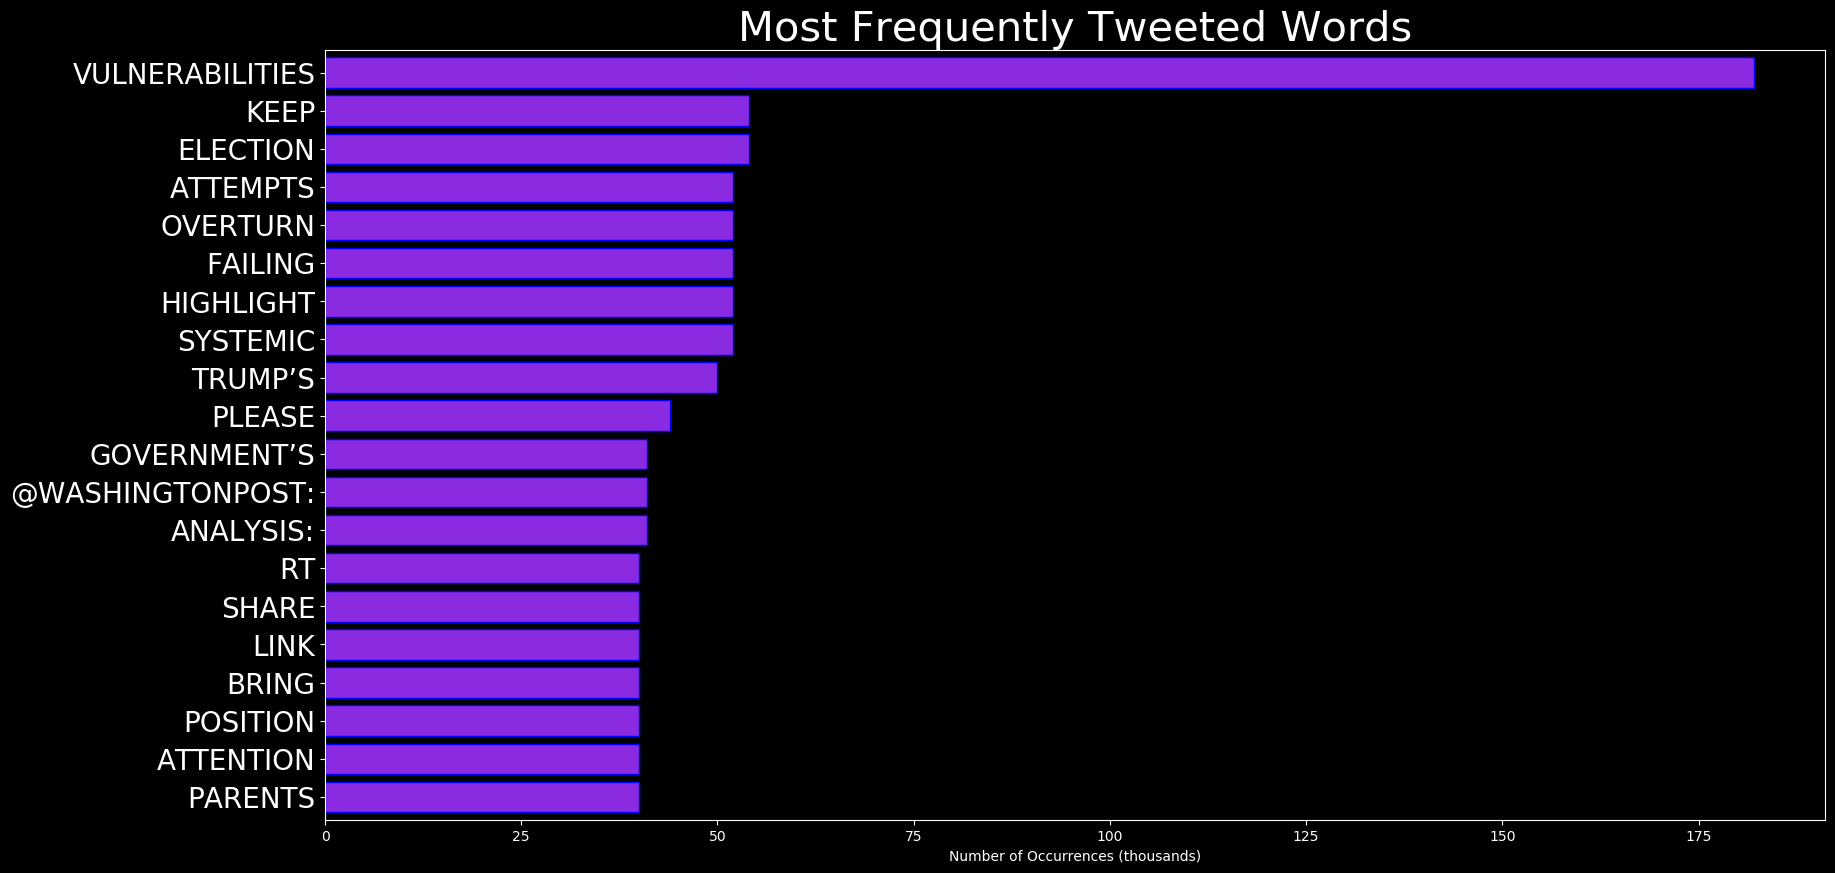 Most Frequently Tweeted Words
VULNERABILITIES
KEEP
ELECTION
ATTEMPTS
OVERTURN
FAILING
HIGHLIGHT
SYSTEMIC
TRUMP’S
PLEASE
GOVERNMENT’S
@WASHINGTONPOST:
ANALYSIS:
RT
SHARE
LINK
BRING
POSITION
ATTENTION
PARENTS
0 25 50 75 100 125 150 175
Number of Occurrences (thousands)